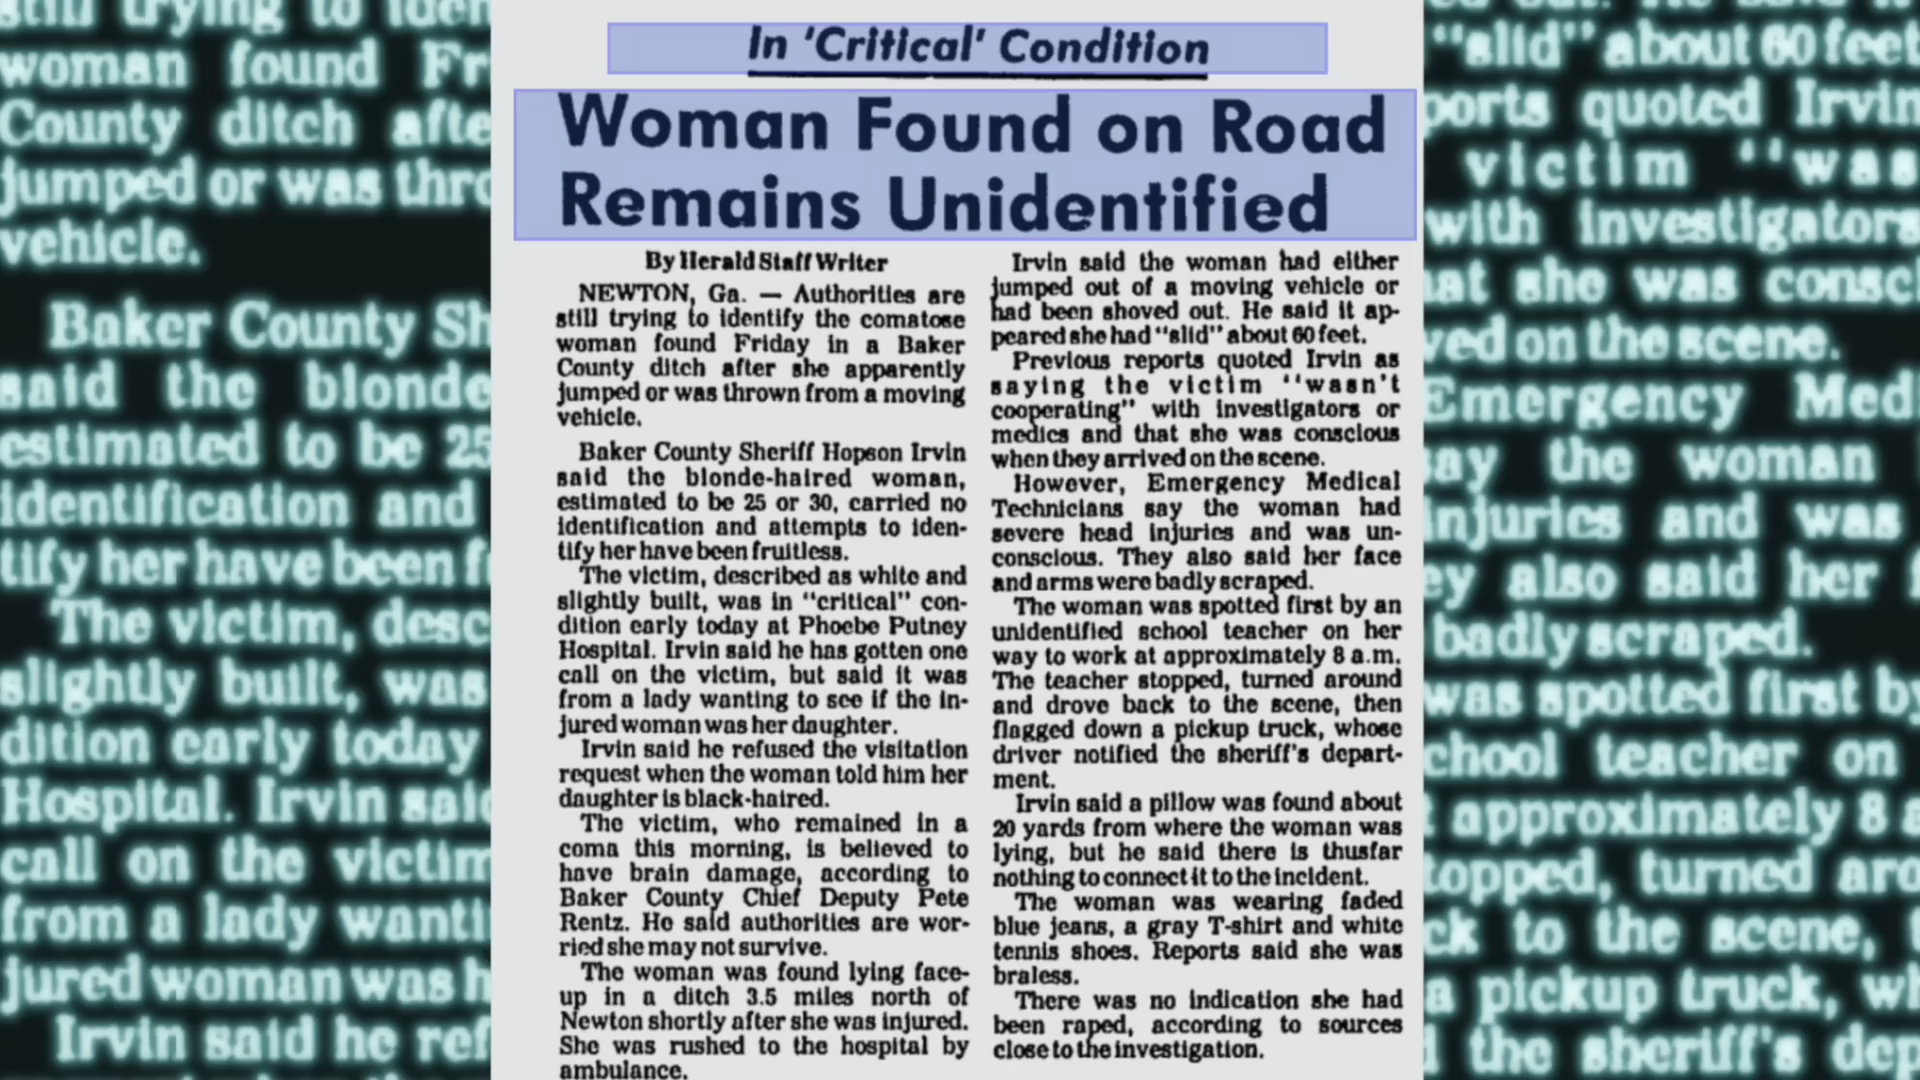 In 'Critical' Condition
Woman Found on Road
Remains Unidentified
By Herald Staff Writer
NEWTON, Ga. — Authorities are
still trying to identify the comatose
woman found Friday in a Baker
County ditch after she apparently
jumped or was thrown from a moving
vehicle.
Baker County Sheriff Hopson Irvin
said the blonde-haired woman,
estimated to be 25 or 30, carried no
identification and attempts to iden-
tify her have been fruitless.
The victim, described as white and
slightly built, was in "critical" con-
dition early today at Phoebe Putney
Hospital. Irvin said he has gotten one
call on the victim, but said it was
from a lady wanting to see if the in-
jured woman was her daughter.
Irvin said he refused the visitation
request when the woman told him her
daughter is black-haired.
The victim, who remained in a
coma this morning, is believed to
have brain damage, according to
Baker County Chief Deputy Pete
Rentz. He said authorities are wor-
ried she may not survive.
The woman was found lying face-
up in a ditch 3.5 miles north of
Newton shortly after she was injured.
She was rushed to the hospital by
ambulance.
Irvin said the woman had either
jumped out of a moving vehicle or
had been shoved out. He said it ap-
peared she had "slid" about 60 feet.
Previous reports quoted Irvin as
saying the victim "wasn't
cooperating" with investigators or
medics and that she was conscious
when they arrived on the scene.
However, Emergency Medical
Technicians say the woman had
severe head injuries and was un-
conscious. They also said her face
and arms were badly scraped.
The woman was spotted first by an
unidentified school teacher on her
way to work at approximately 8 a.m.
The teacher stopped, turned around
and drove back to the scene, then
flagged down a pickup truck, whose
driver notified the sheriff's depart-
ment.
Irvin said a pillow was found about
20 yards from where the woman was
lying, but he said there is thusfar
nothing to connect it to the incident.
The woman was wearing faded
blue jeans, a gray T-shirt and white
tennis shoes. Reports said she was
braless.
There was no indication she had
been raped, according to sources
close to the investigation.